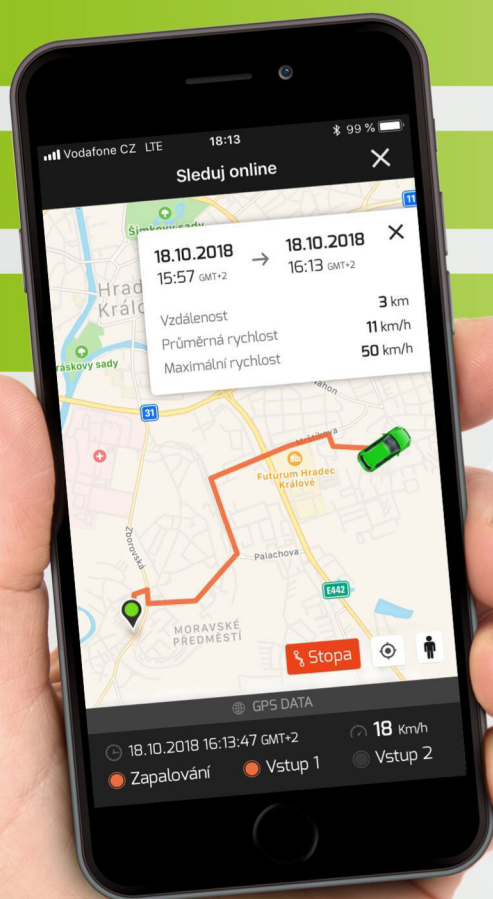 Vodafone CZ LTE 18:13 99 %
Sleduj online
Šimkovy sady
11
18.10.2018 → 18.10.2018
15:57 GMT+2 16:13 GMT+2
Vzdálenost 3 km
Průměrná rychlost 11 km/h
Maximální rychlost 50 km/h
Hrad
Králo
ráskovy sady
31
Futurum Hradec
Králové
Zborovská
Palachova
E442
MORAVSKÉ
PŘEDMĚSTÍ
Stopa
GPS DATA
18.10.2018 16:13:47 GMT+2 18 Km/h
Zapalování Vstup 1 Vstup 2